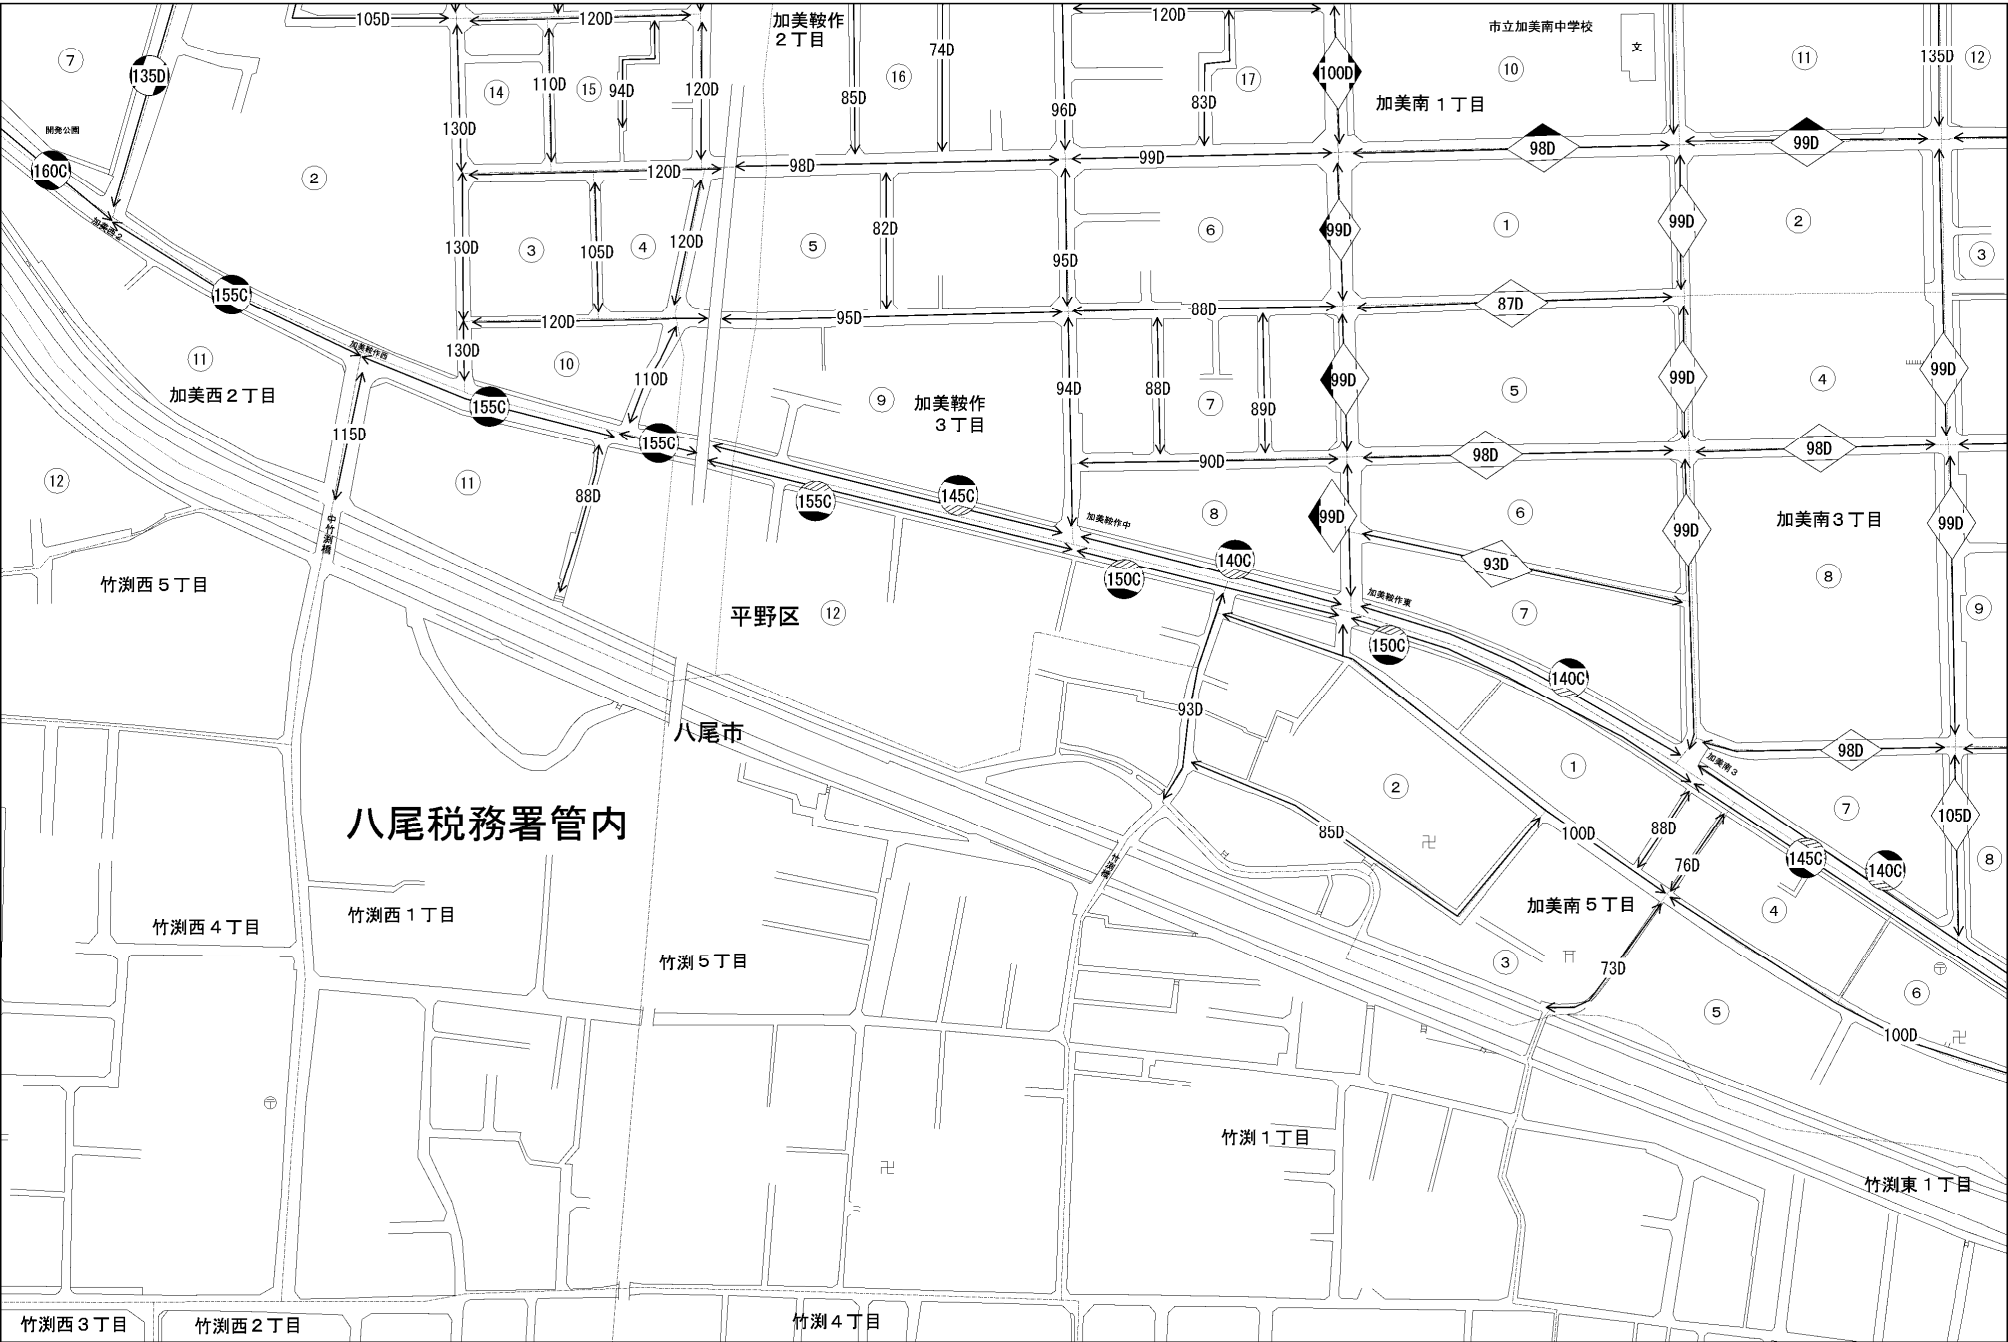 105D
120D
加美鞍作
２丁目
120D
市立加美南中学校
文
7
135D
14
110D
15
94D
120D
85D
16
74D
96D
83D
17
100D
10
加美南１丁目
11
135D
12
開発公園
130D
160C
2
120D
98D
99D
98D
99D
加美西２
130D
3
105D
4
120D
5
82D
95D
6
99D
1
99D
2
3
155C
120D
95D
88D
87D
加美鞍作西
130D
11
加美西２丁目
10
110D
9
加美鞍作
３丁目
94D
88D
7
89D
99D
5
99D
4
99D
155C
115D
155C
90D
98D
98D
12
11
88D
155C
145C
加美鞍作中
8
99D
6
99D
加美南３丁目
99D
中竹渕橋
竹渕西５丁目
平野区
12
150C
140C
93D
加美鞍作東
7
8
9
150C
140C
八尾市
93D
加美南３
98D
八尾税務署管内
2
1
7
105D
85D
100D
88D
76D
145C
140C
8
竹渕橋
竹渕西４丁目
竹渕西１丁目
竹渕５丁目
加美南５丁目
4
3
73D
5
6
100D
竹渕１丁目
竹渕東１丁目
竹渕西３丁目
竹渕西２丁目
竹渕４丁目